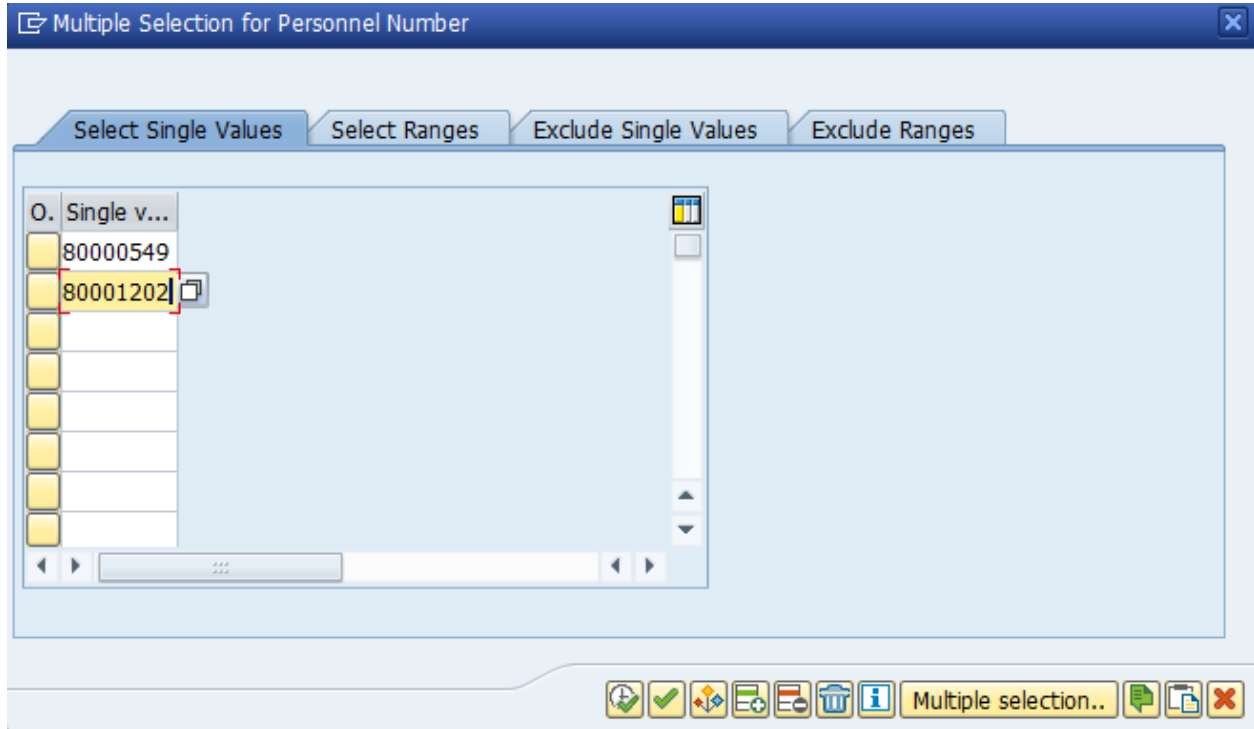 Multiple Selection for Personnel Number
Select Single Values Select Ranges Exclude Single Values Exclude Ranges
O. Single v...
80000549
80001202
Multiple selection..